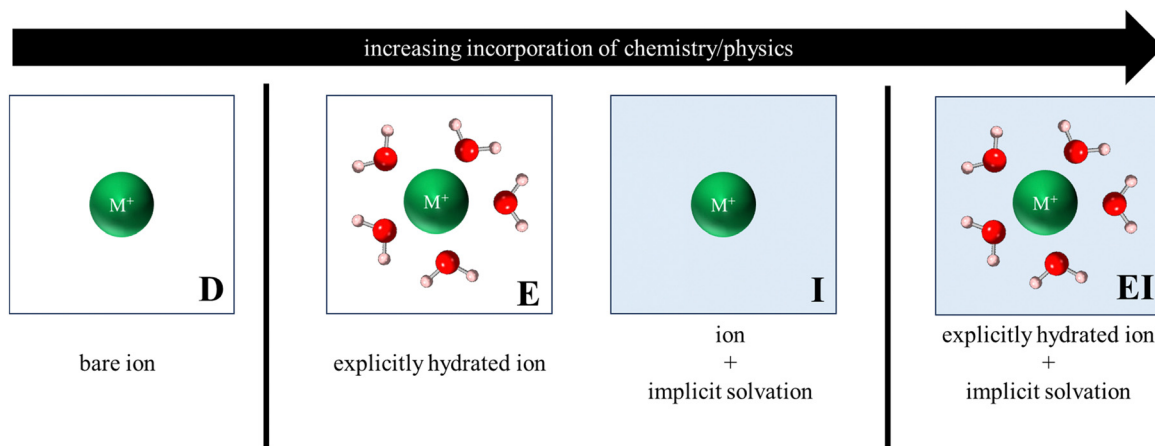 increasing incorporation of chemistry/physics
M⁺
D
bare ion
M⁺
E
explicitly hydrated ion
M⁺
I
ion
+
implicit solvation
M⁺
EI
explicitly hydrated ion
+
implicit solvation